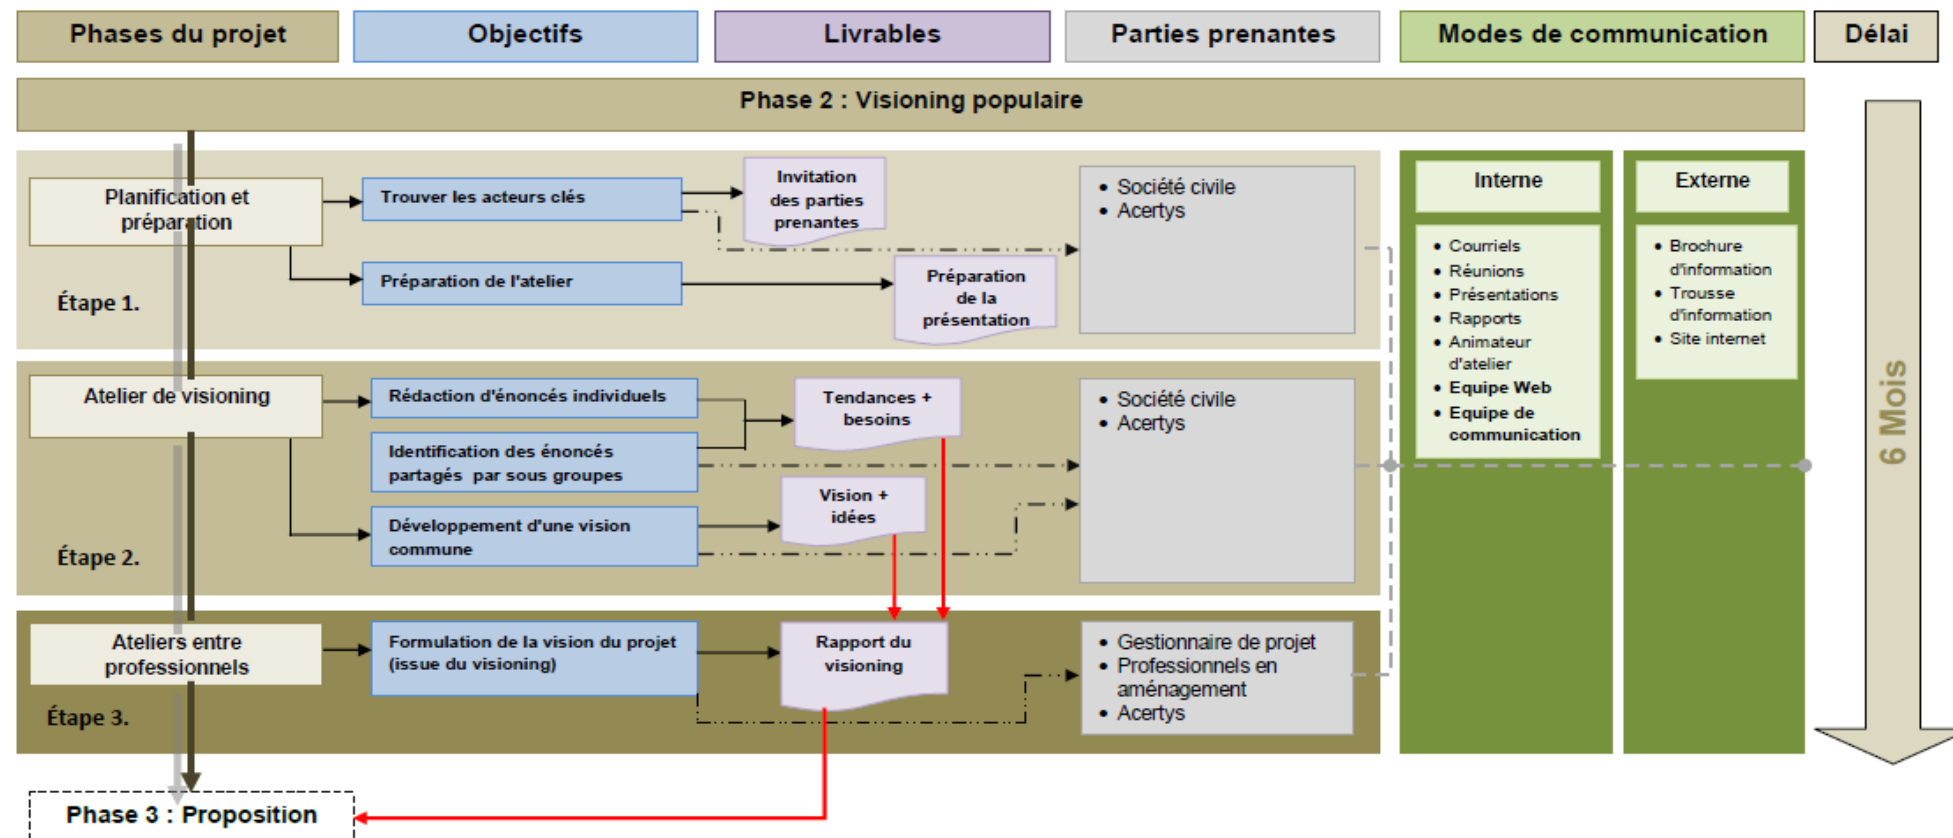 Phases du projet
Objectifs
Livrables
Parties prenantes
Modes de communication
Délai
Phase 2 : Visioning populaire
Planification et
préparation
Étape 1.
Trouver les acteurs clés
Préparation de l'atelier
Invitation
des parties
prenantes
Préparation
de la
présentation
• Société civile
• Acertys
Atelier de visioning
Étape 2.
Rédaction d'énoncés individuels
Identification des énoncés
partagés par sous groupes
Développement d'une vision
commune
Tendances +
besoins
Vision +
idées
• Société civile
• Acertys
Ateliers entre
professionnels
Étape 3.
Formulation de la vision du projet
(issue du visioning)
Rapport du
visioning
• Gestionnaire de projet
• Professionnels en
aménagement
• Acertys
Interne
• Courriels
• Réunions
• Présentations
• Rapports
• Animateur
d'atelier
• Equipe Web
• Equipe de
communication
Externe
• Brochure
d'information
• Trousse
d'information
• Site internet
6 Mois
Phase 3 : Proposition